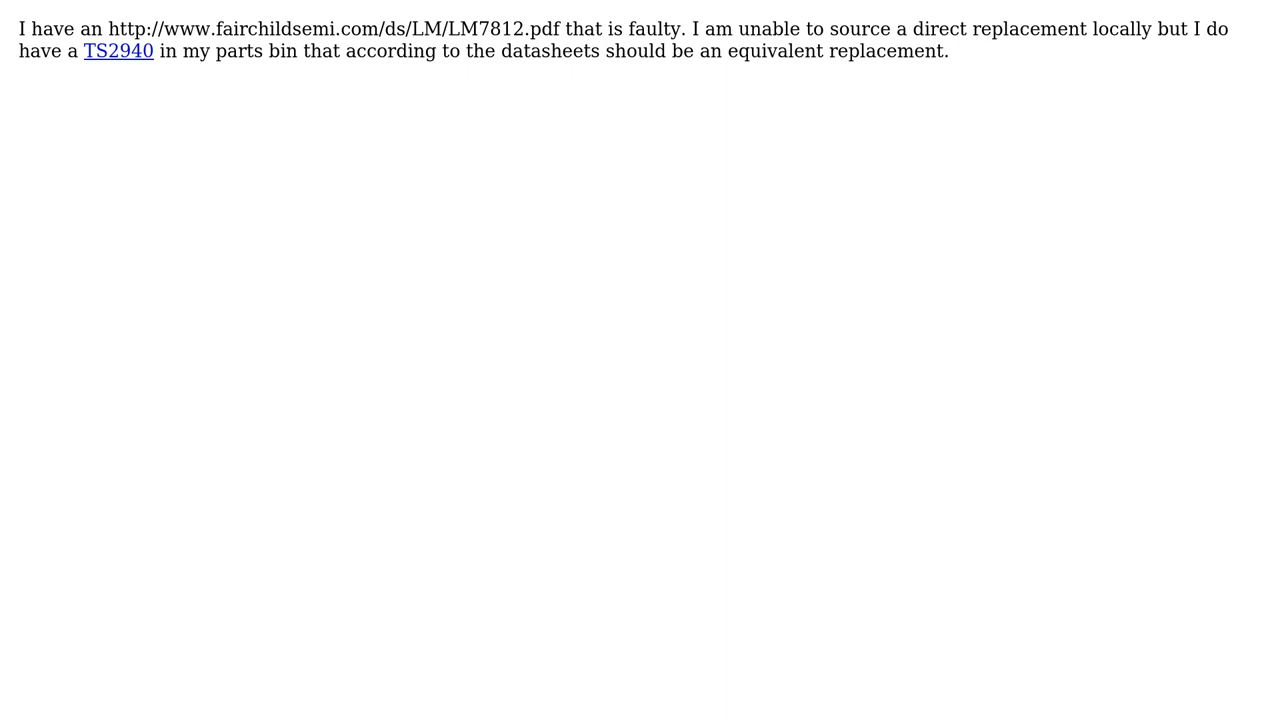 I have an http://www.fairchildsemi.com/ds/LM/LM7812.pdf that is faulty. I am unable to source a direct replacement locally but I do
have a TS2940 in my parts bin that according to the datasheets should be an equivalent replacement.